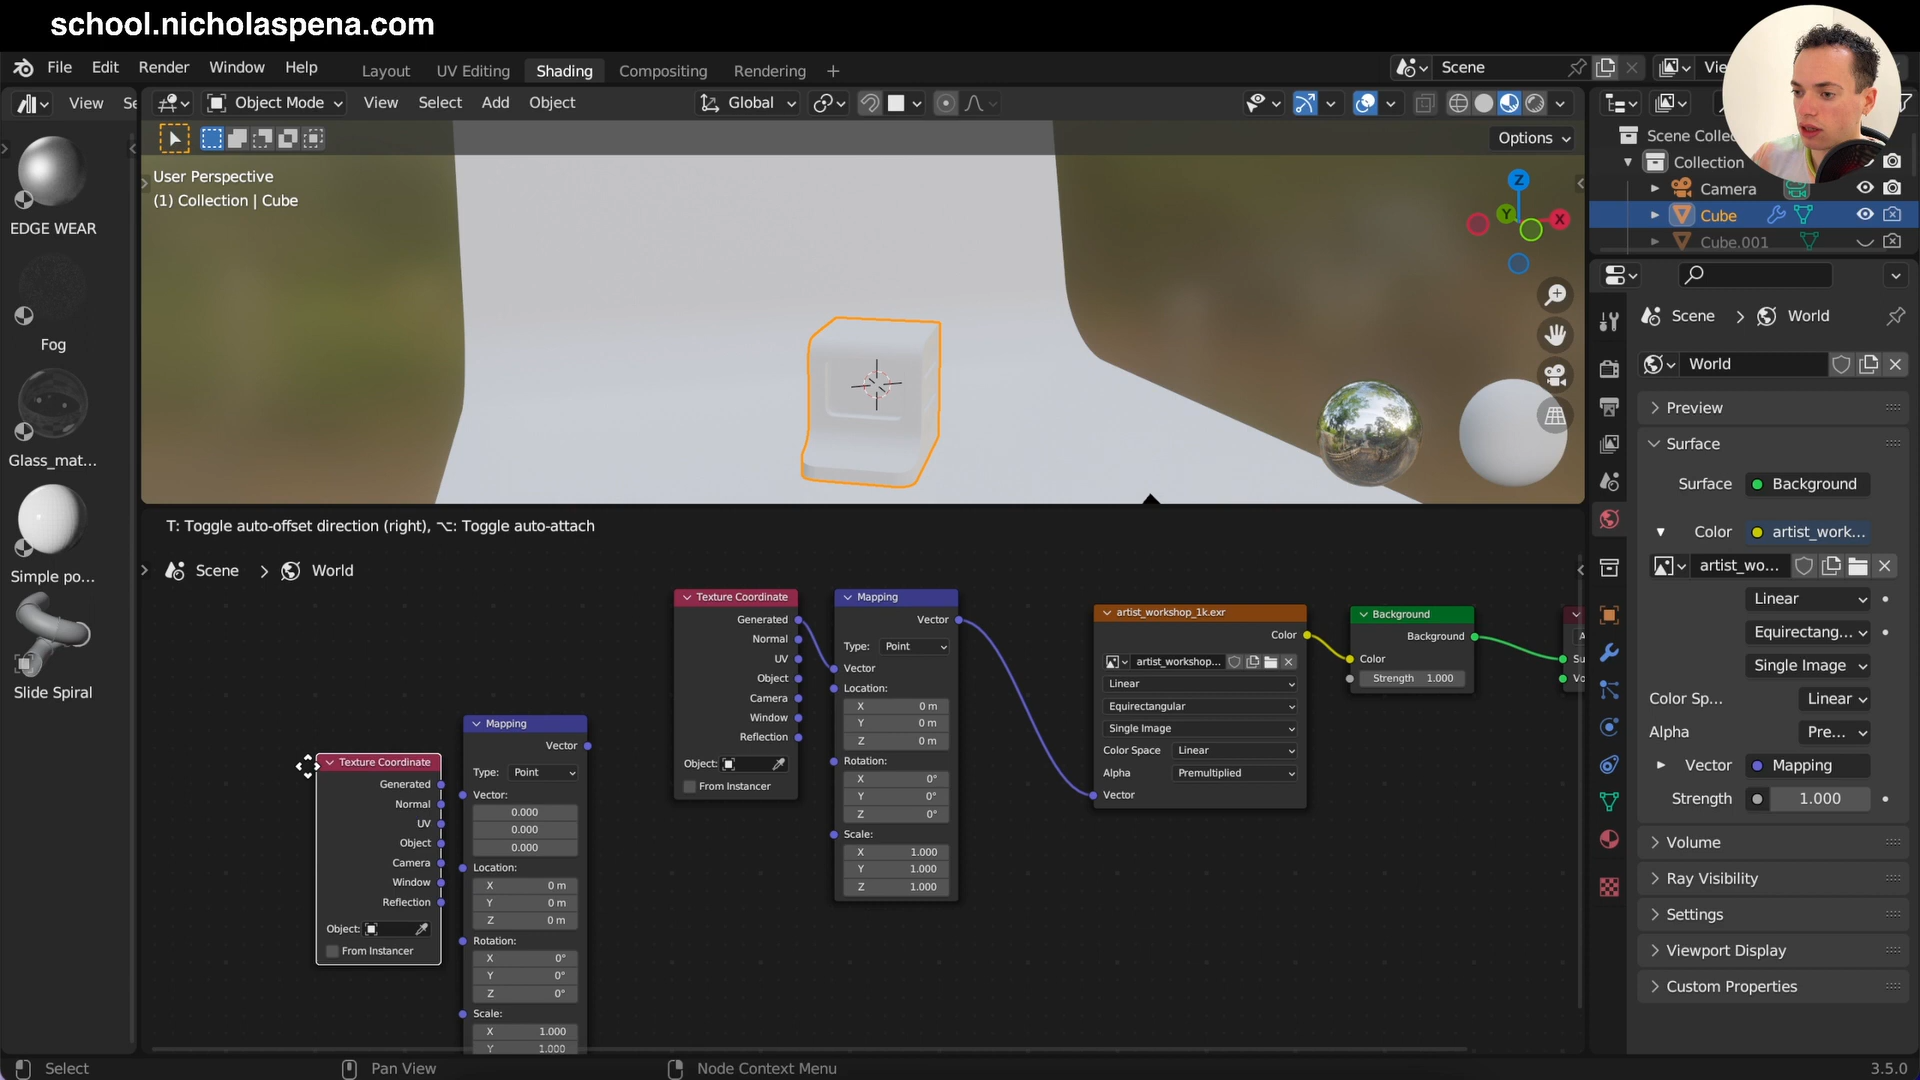 school.nicholaspena.com
File Edit Render Window Help
Layout UV Editing Shading Compositing Rendering +
Scene
View
Object Mode View Select Add Object
Global
Options
User Perspective
(1) Collection | Cube
Z
Y
X
EDGE WEAR
Fog
Glass_mat...
Simple po...
Slide Spiral
T: Toggle auto-offset direction (right), ⌥: Toggle auto-attach
Scene > World
Texture Coordinate
Generated
Normal
UV
Object
Camera
Window
Reflection
Object:
From Instancer
Mapping
Vector
Type: Point
Vector:
0.000
0.000
0.000
Location:
X 0 m
Y 0 m
Z 0 m
Rotation:
X 0°
Y 0°
Z 0°
Scale:
X 1.000
Y 1.000
Texture Coordinate
Generated
Normal
UV
Object
Camera
Window
Reflection
Object:
From Instancer
Mapping
Vector
Type: Point
Vector
Location:
X 0 m
Y 0 m
Z 0 m
Rotation:
X 0°
Y 0°
Z 0°
Scale:
X 1.000
Y 1.000
Z 1.000
artist_workshop_1k.exr
Color
artist_workshop...
Linear
Equirectangular
Single Image
Color Space Linear
Alpha Premultiplied
Vector
Background
Background
Color
Strength 1.000
Collection
Camera
Cube
Cube.001
Scene > World
World
Preview
Surface
Surface Background
Color artist_work...
artist_wo...
Linear
Equirectang...
Single Image
Color Sp... Linear
Alpha Pre...
Vector Mapping
Strength 1.000
Volume
Ray Visibility
Settings
Viewport Display
Custom Properties
Select
Pan View
Node Context Menu
3.5.0